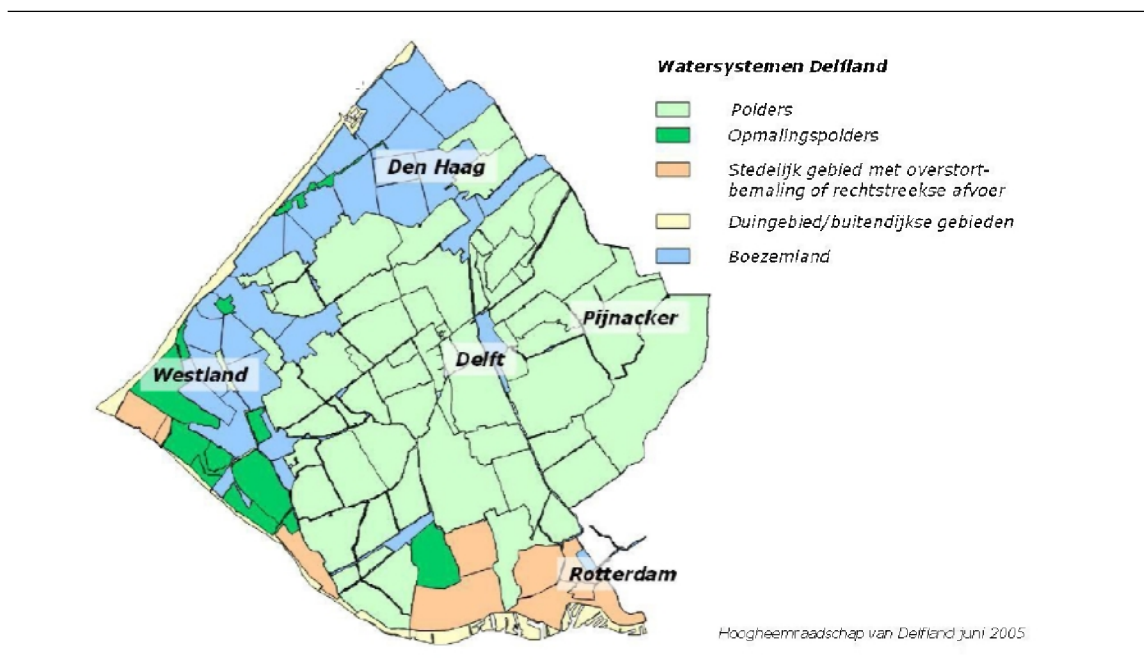 Watersystemen Delfland
Polders
Opmalingspolders
Stedelijk gebied met overstort-
bemaling of rechtstreekse afvoer
Duingebied/buitendijkse gebieden
Boezemland
Den Haag
Pijnacker
Delft
Westland
Rotterdam
Hoogheemraadschap van Delfland juni 2005